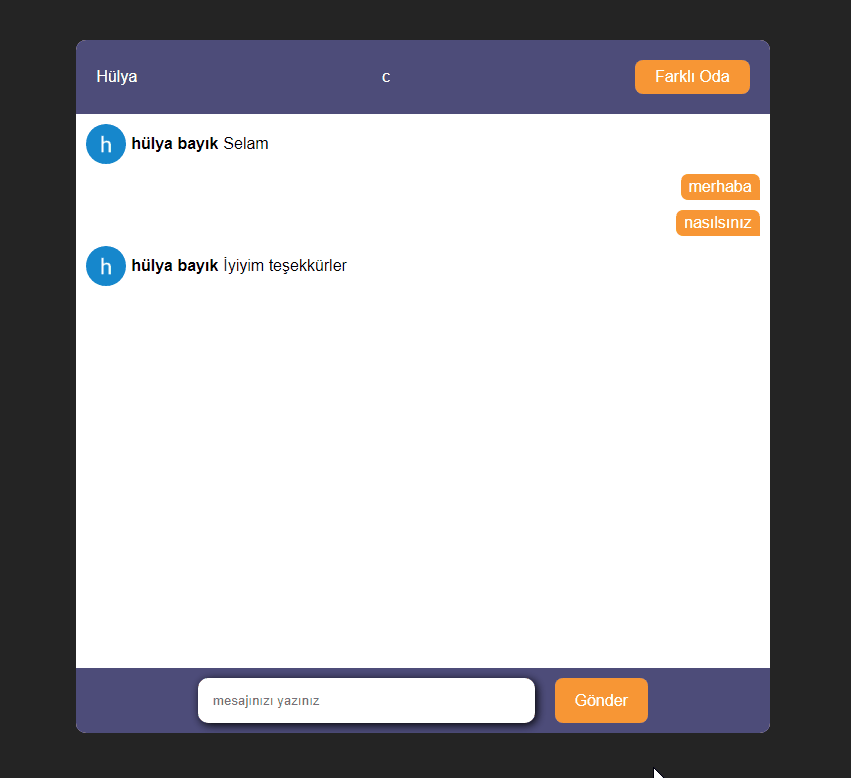 Hülya c Farklı Oda
h hülya bayık Selam
merhaba
nasılsınız
h hülya bayık İyiyim teşekkürler
mesajınızı yazınız Gönder